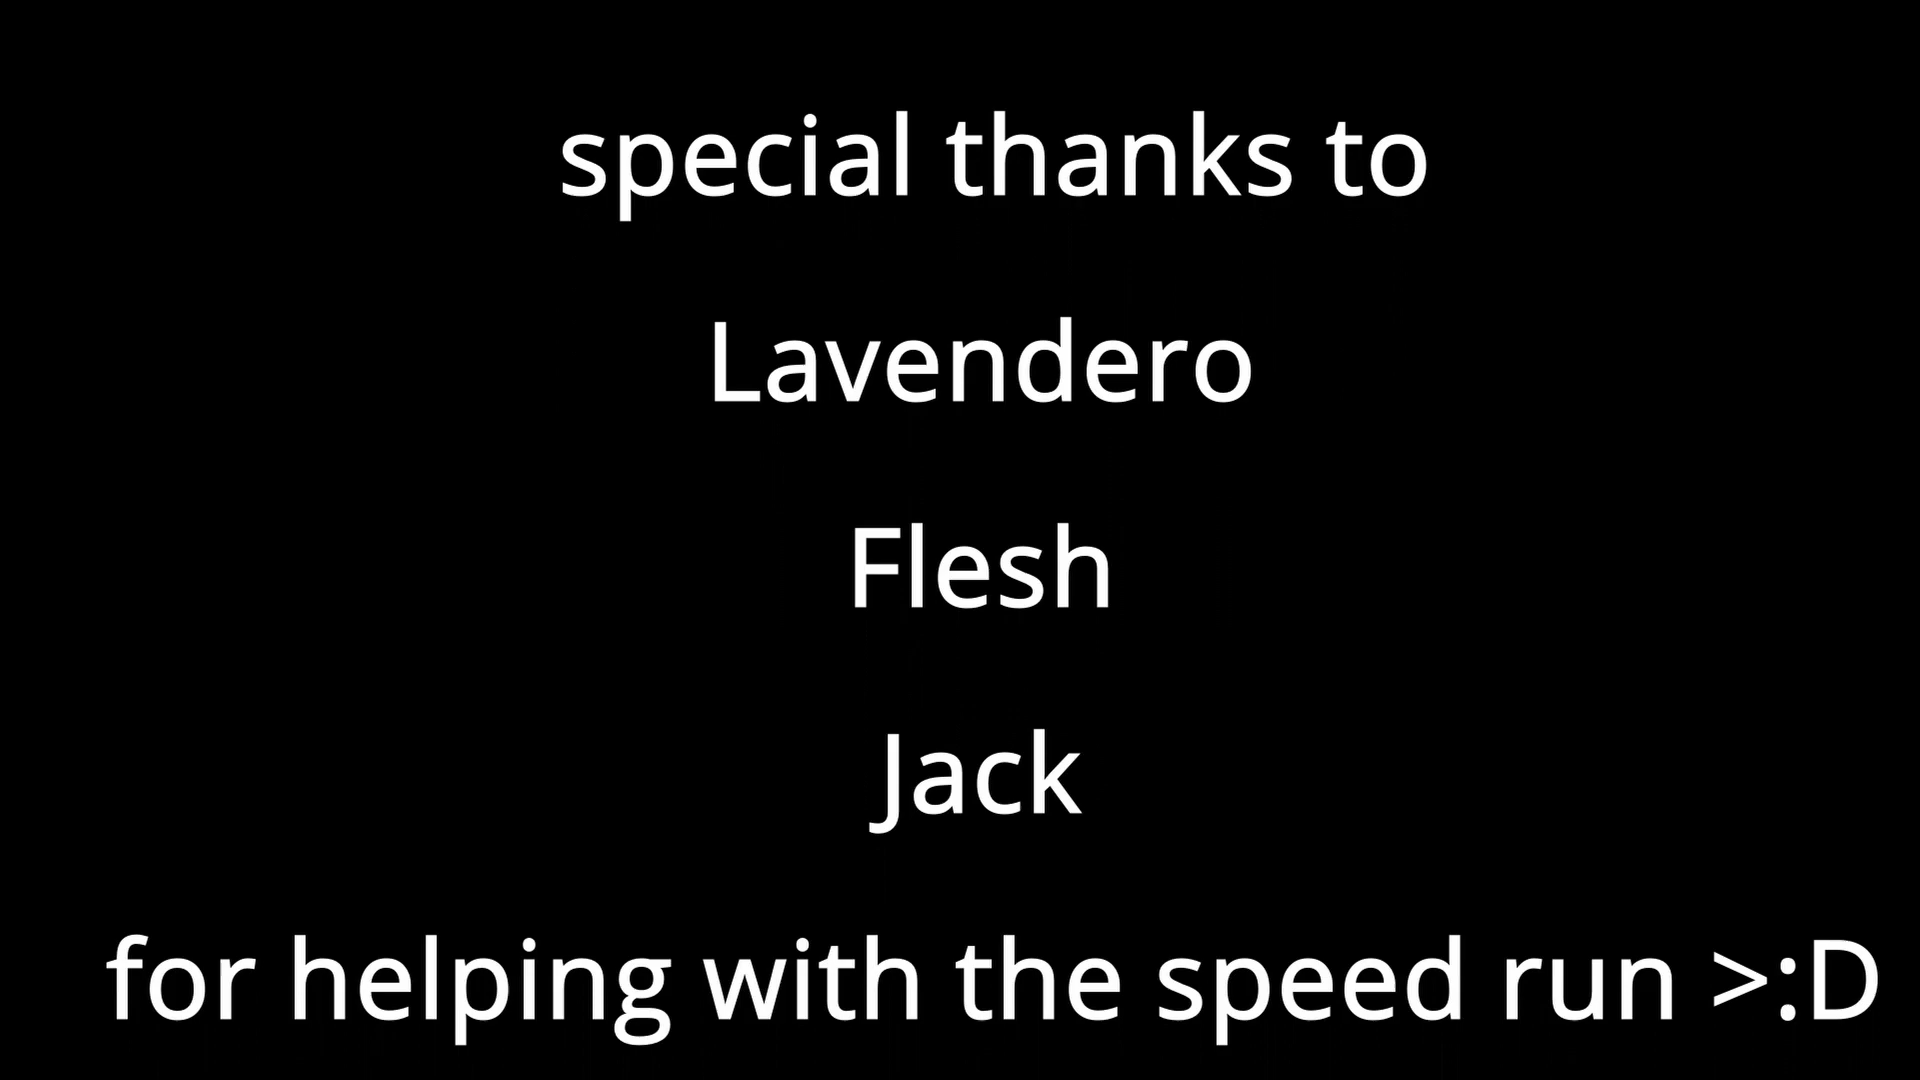 special thanks to
Lavendero
Flesh
Jack
for helping with the speed run >:D